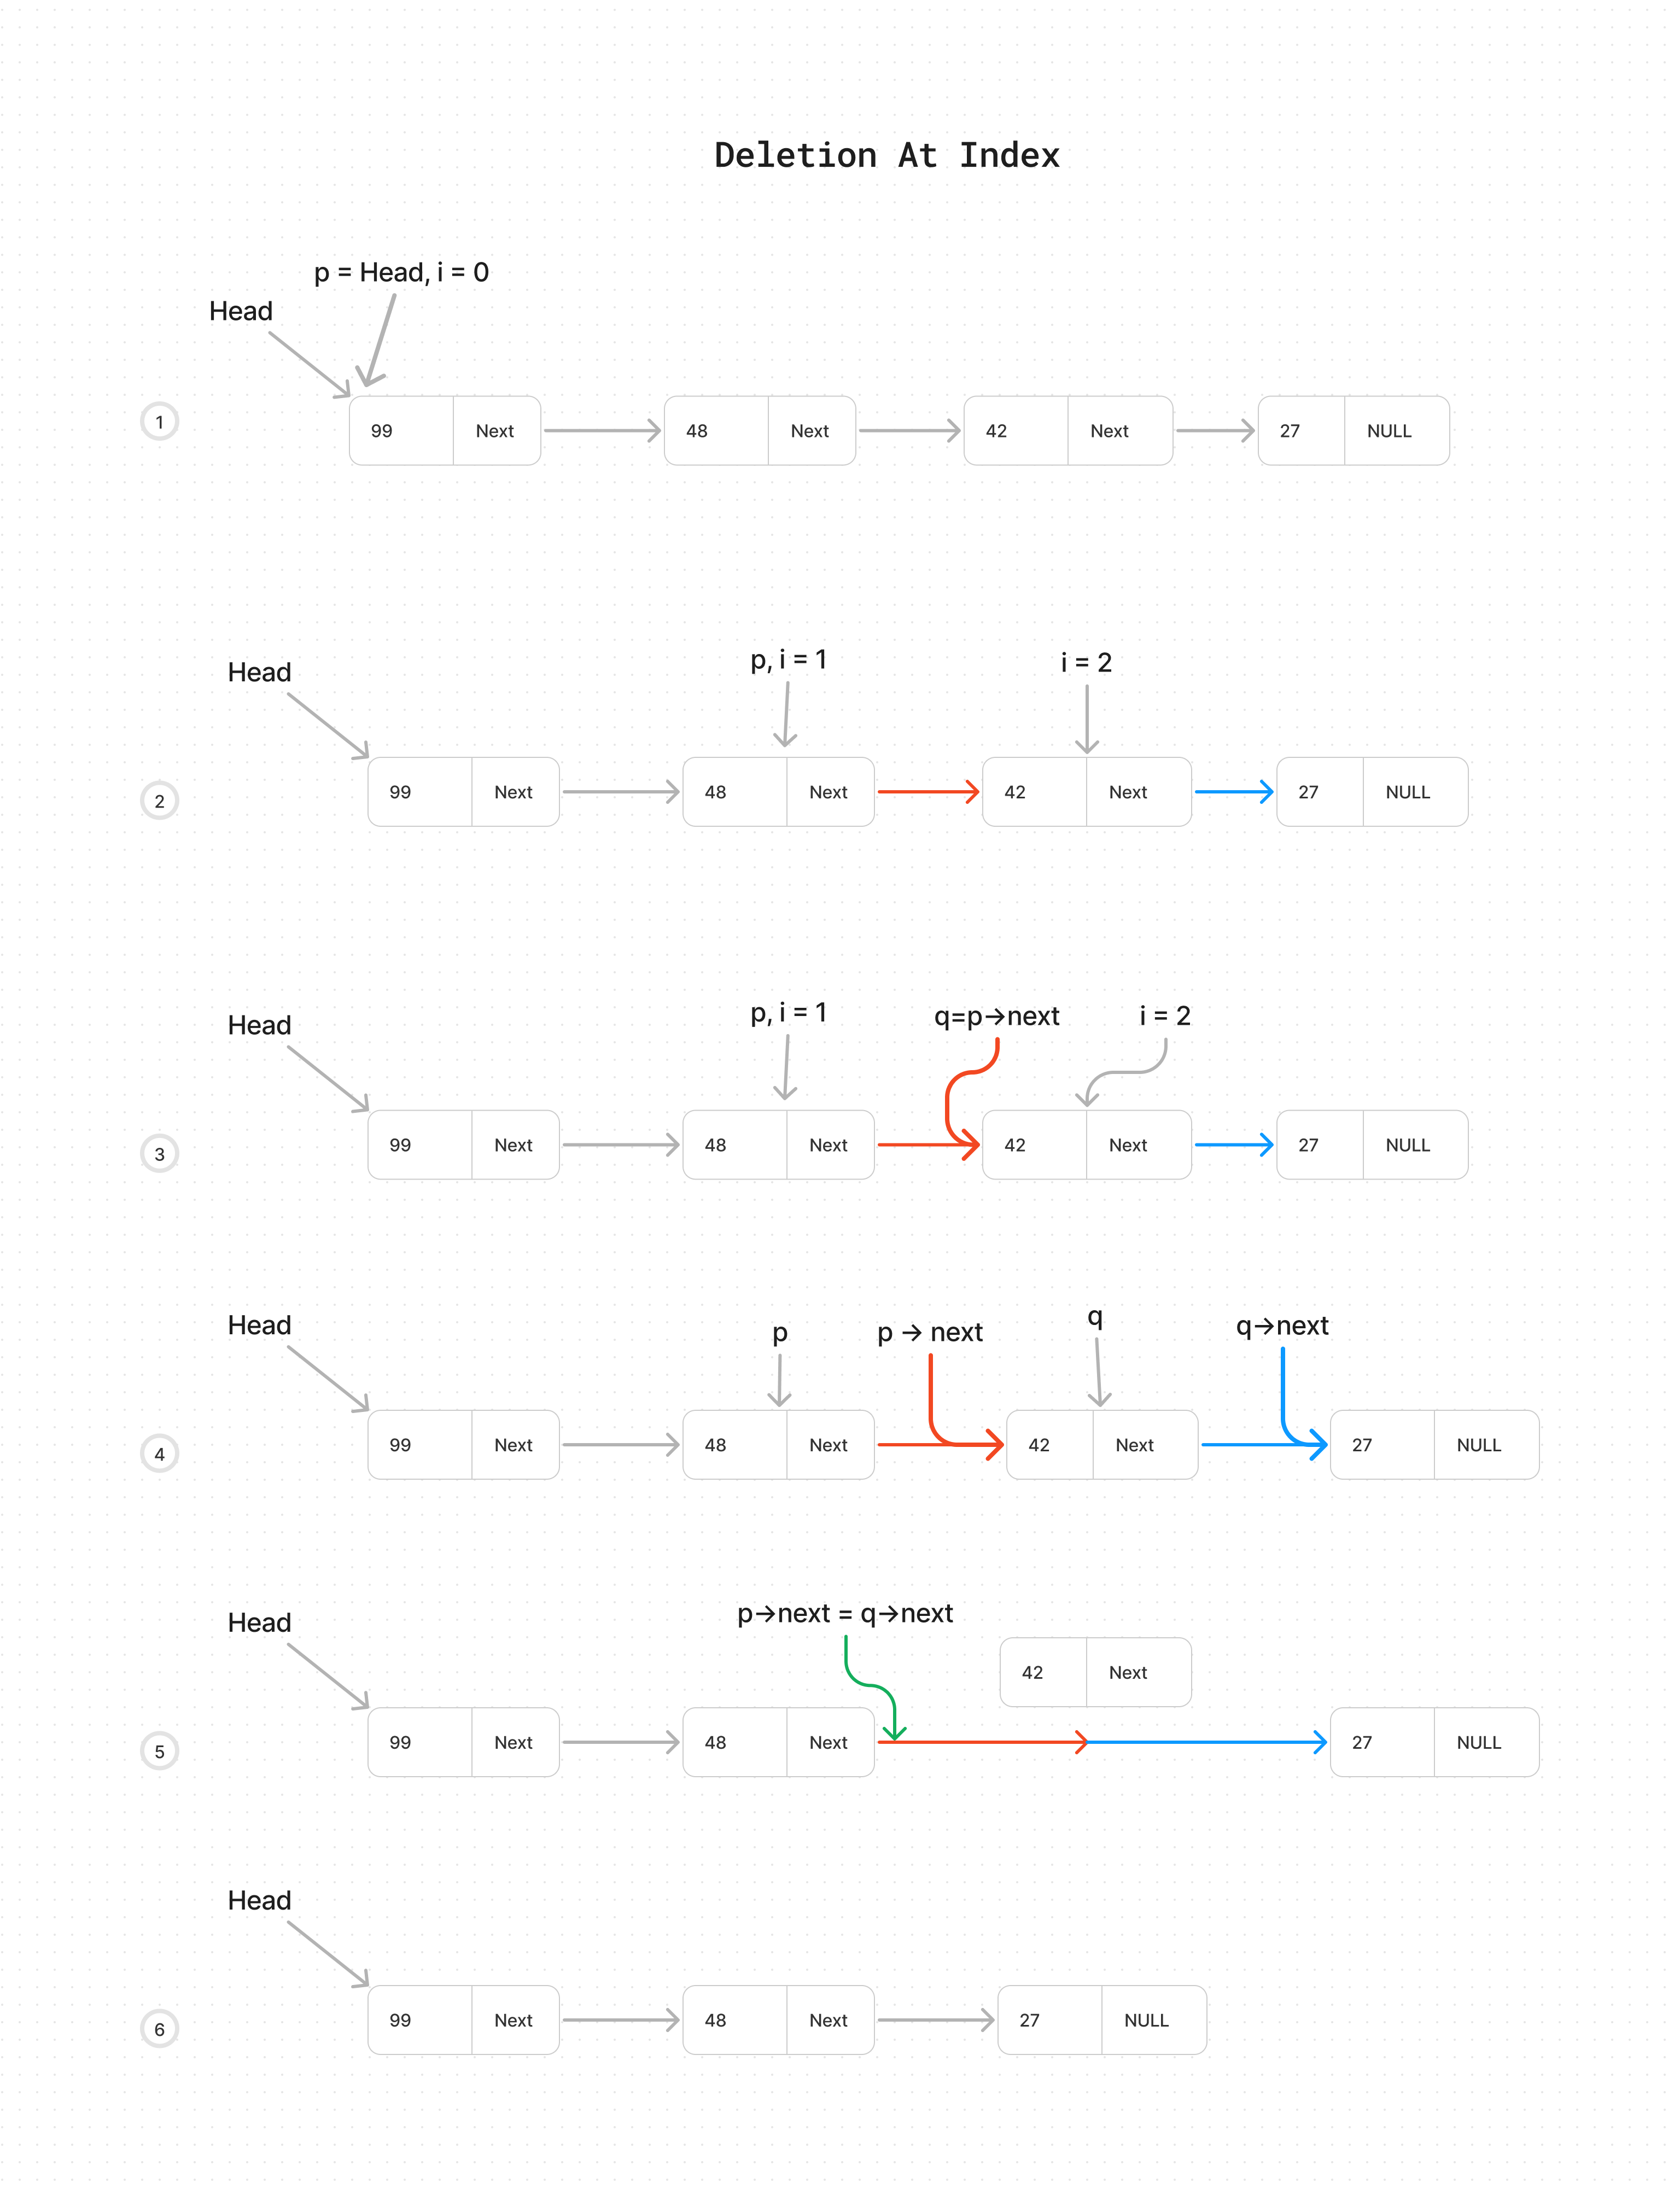 Deletion At Index
p = Head, i = 0
Head
1
99 Next
48 Next
42 Next
27 NULL
Head
p, i = 1
i = 2
2
99 Next
48 Next
42 Next
27 NULL
Head
p, i = 1
q=p→next
i = 2
3
99 Next
48 Next
42 Next
27 NULL
Head
p
p → next
q
q→next
4
99 Next
48 Next
42 Next
27 NULL
Head
p→next = q→next
42 Next
5
99 Next
48 Next
27 NULL
Head
6
99 Next
48 Next
27 NULL